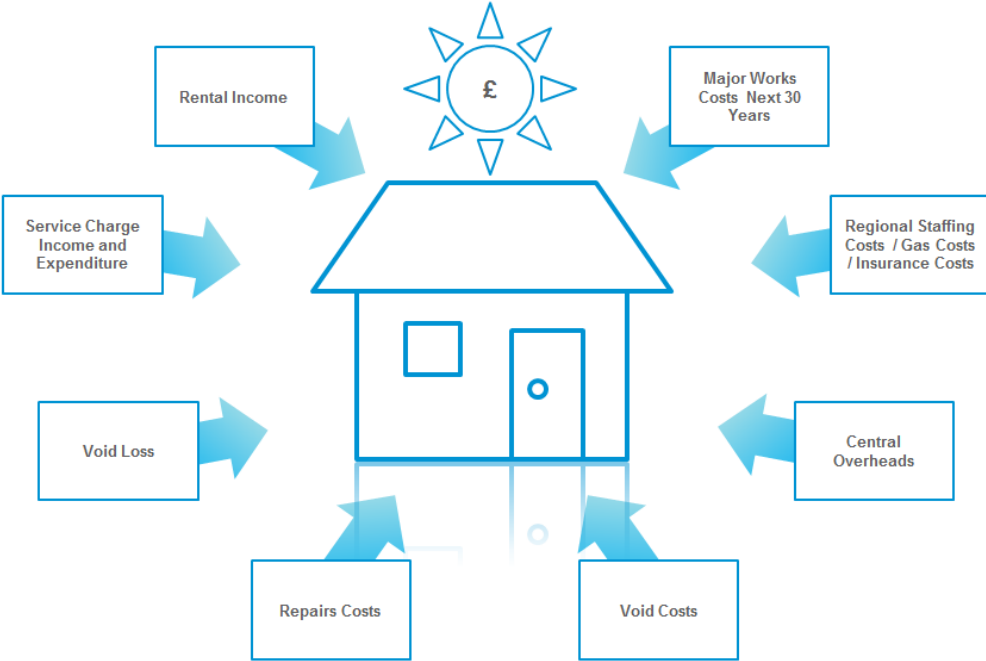 £
Rental Income
Major Works
Costs Next 30
Years
Service Charge
Income and
Expenditure
Regional Staffing
Costs / Gas Costs
/ Insurance Costs
Void Loss
Central
Overheads
Repairs Costs
Void Costs